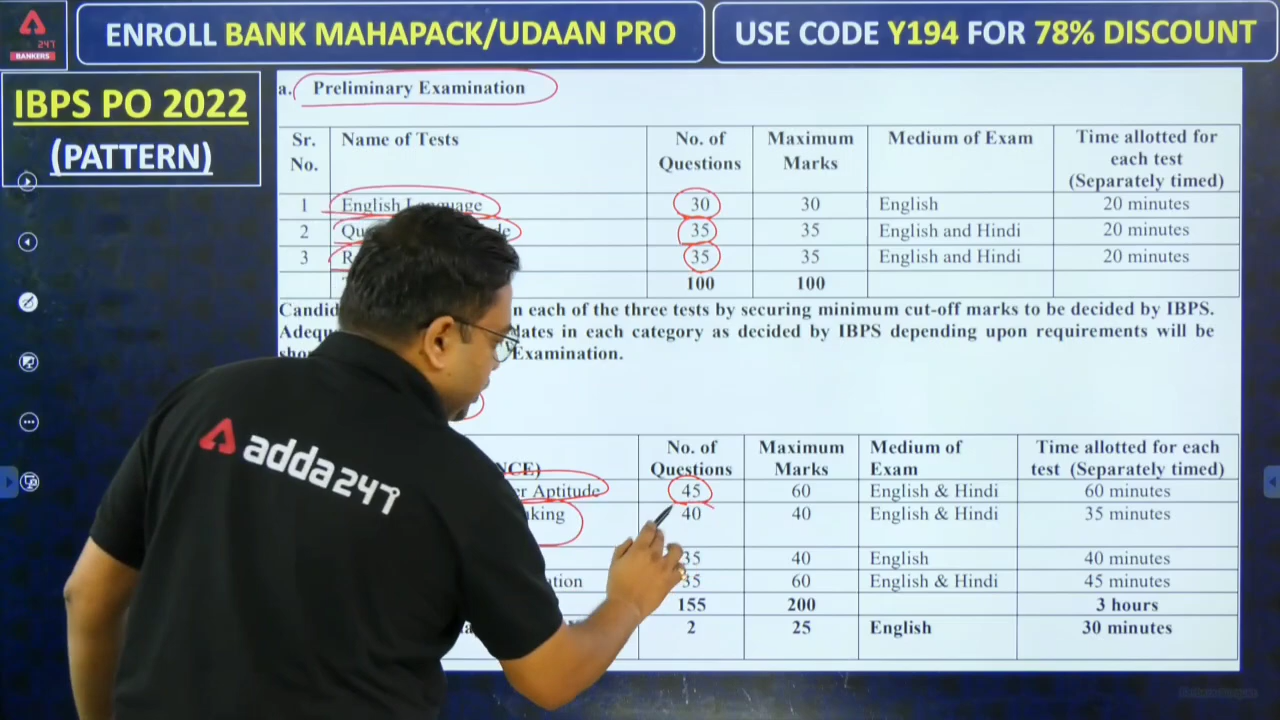 ENROLL BANK MAHAPACK/UDAAN PRO
USE CODE Y194 FOR 78% DISCOUNT
247
BANKERS
IBPS PO 2022
(PATTERN)
a. Preliminary Examination
Sr. No. Name of Tests No. of Questions Maximum Marks Medium of Exam Time allotted for each test (Separately timed)
1 English Language 30 30 English 20 minutes
2 35 35 English and Hindi 20 minutes
3 35 35 English and Hindi 20 minutes
100 100
in each of the three tests by securing minimum cut-off marks to be decided by IBPS.
in each category as decided by IBPS depending upon requirements will be
Examination.
No. of Questions Maximum Marks Medium of Exam Time allotted for each test (Separately timed)
Aptitude 45 60 English & Hindi 60 minutes
40 40 English & Hindi 35 minutes
35 40 English 40 minutes
35 60 English & Hindi 45 minutes
155 200 3 hours
2 25 English 30 minutes
adda247